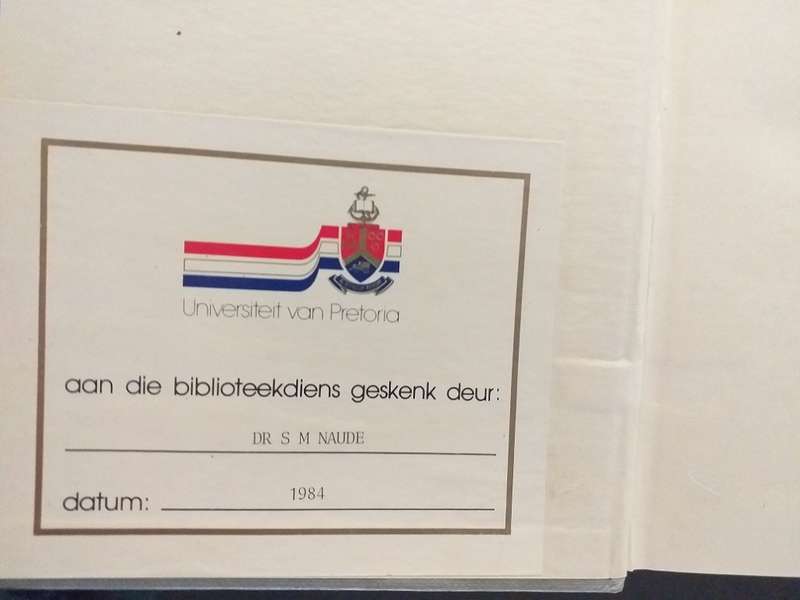 Universiteit van Pretoria
aan die biblioteekdiens geskenk deur:
DR S M NAUDE
datum: 1984